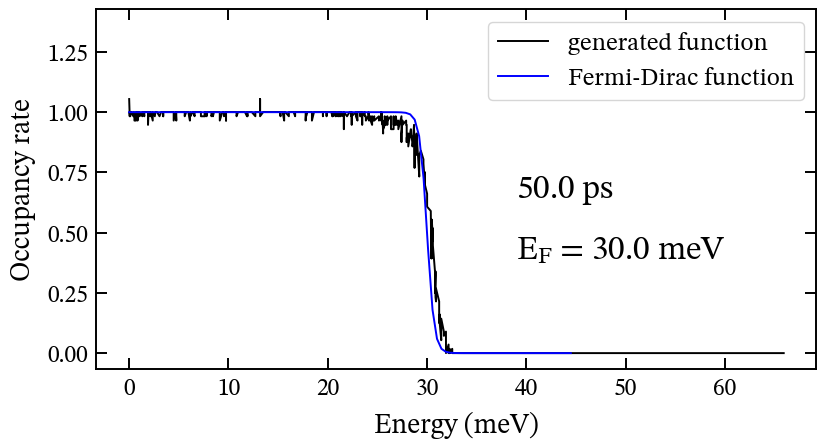 generated function
Fermi-Dirac function
1.25
1.00
0.75
0.50
0.25
0.00
Occupancy rate
50.0 ps
E_F = 30.0 meV
0 10 20 30 40 50 60
Energy (meV)